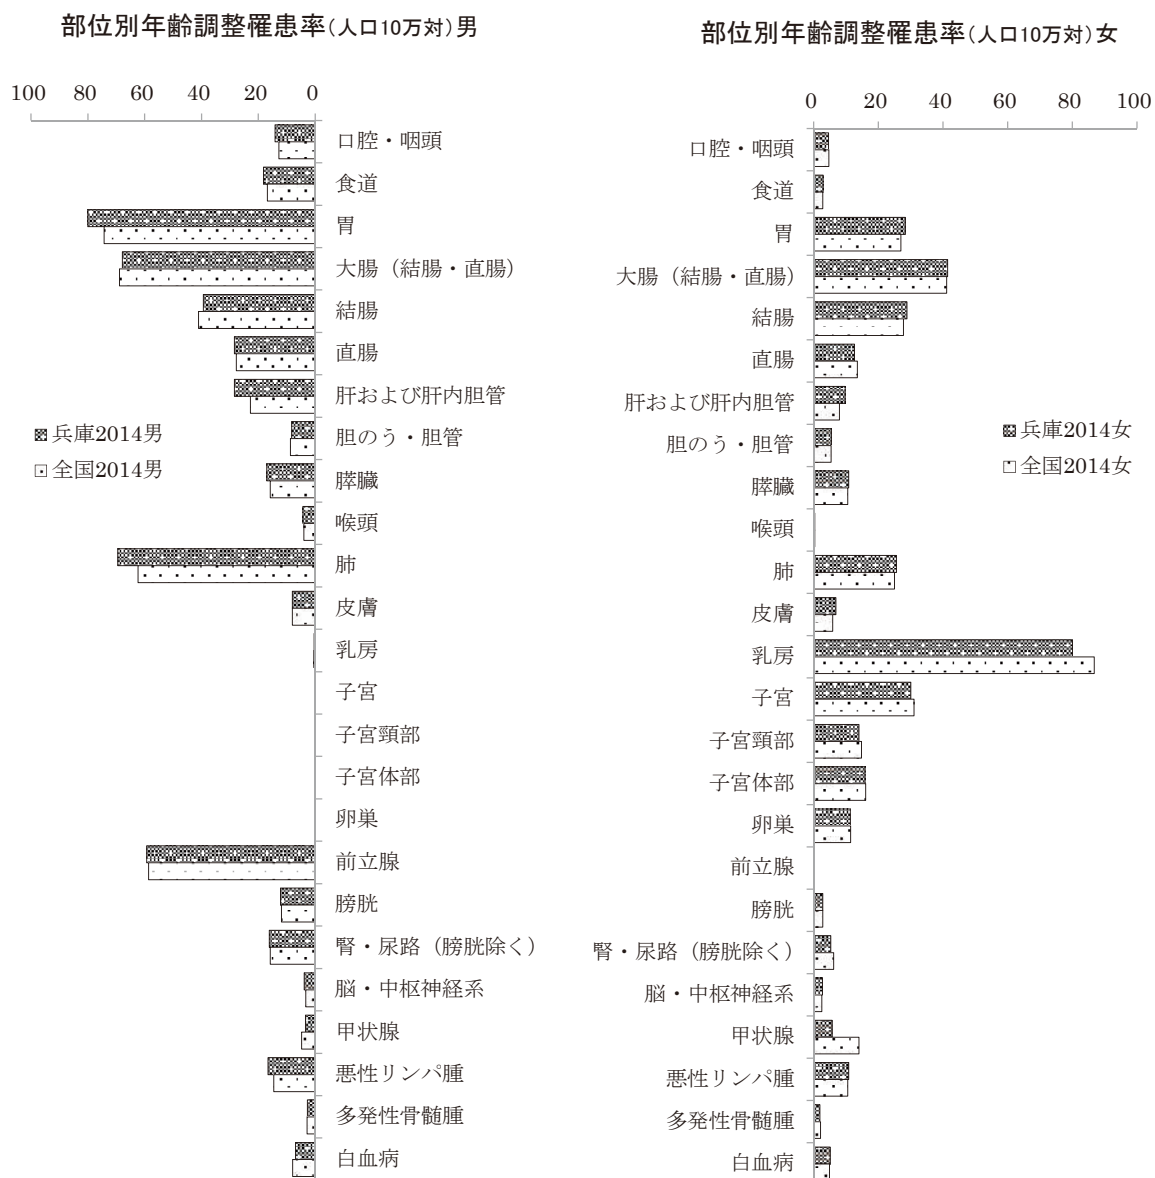 部位別年齢調整罹患率(人口10万対)男
100 80 60 40 20 0
口腔・咽頭
食道
胃
大腸（結腸・直腸）
結腸
直腸
肝および肝内胆管
胆のう・胆管
膵臓
喉頭
肺
皮膚
乳房
子宮
子宮頸部
子宮体部
卵巣
前立腺
膀胱
腎・尿路（膀胱除く）
脳・中枢神経系
甲状腺
悪性リンパ腫
多発性骨髄腫
白血病
兵庫2014男
全国2014男
部位別年齢調整罹患率(人口10万対)女
0 20 40 60 80 100
口腔・咽頭
食道
胃
大腸（結腸・直腸）
結腸
直腸
肝および肝内胆管
胆のう・胆管
膵臓
喉頭
肺
皮膚
乳房
子宮
子宮頸部
子宮体部
卵巣
前立腺
膀胱
腎・尿路（膀胱除く）
脳・中枢神経系
甲状腺
悪性リンパ腫
多発性骨髄腫
白血病
兵庫2014女
全国2014女